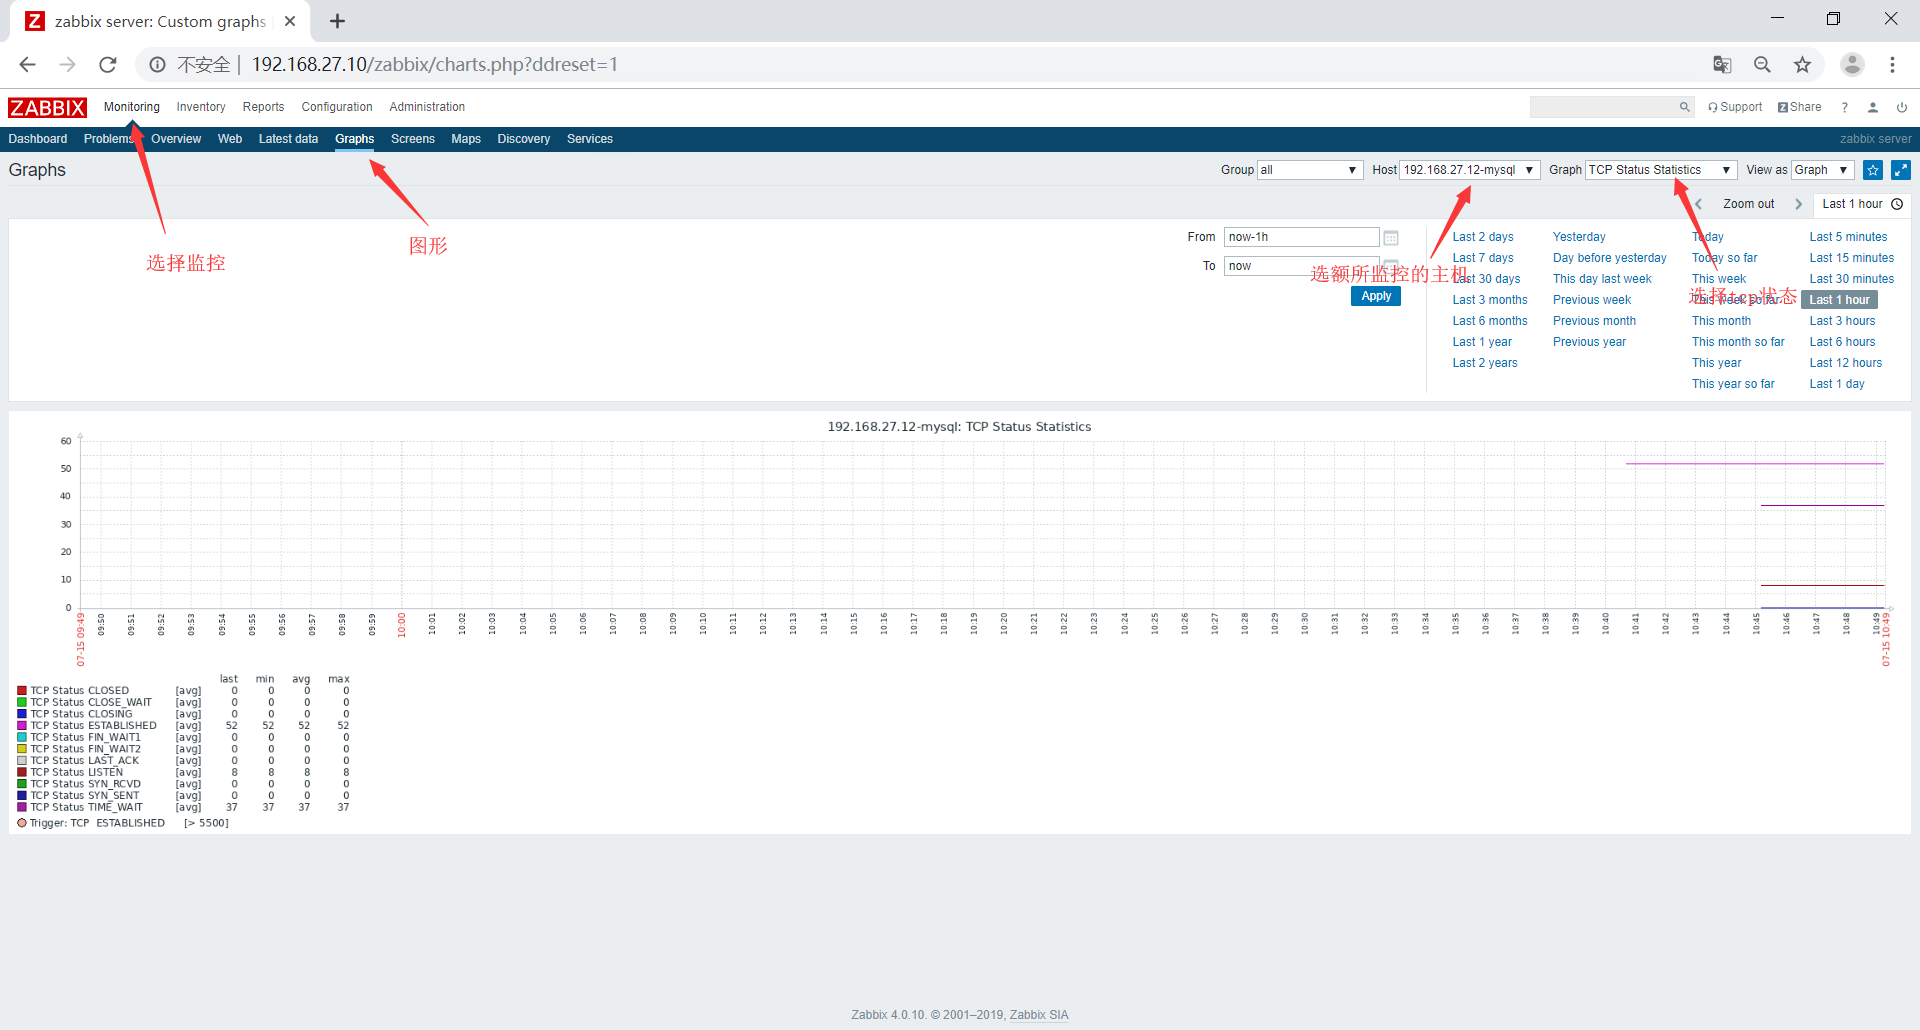 zabbix server: Custom graphs
不安全 | 192.168.27.10/zabbix/charts.php?ddreset=1
ZABBIX Monitoring Inventory Reports Configuration Administration Support Share ?
Dashboard Problems Overview Web Latest data Graphs Screens Maps Discovery Services zabbix server
Graphs Group all Host 192.168.27.12-mysql Graph TCP Status Statistics View as Graph
Zoom out Last 1 hour
选择监控
图形
选额所监控的主机
选择tcp状态
From now-1h
To now
Apply
Last 2 days Yesterday Today Last 5 minutes
Last 7 days Day before yesterday Today so far Last 15 minutes
Last 30 days This day last week This week Last 30 minutes
Last 3 months Previous week This week so far Last 1 hour
Last 6 months Previous month This month Last 3 hours
Last 1 year Previous year This month so far Last 6 hours
Last 2 years This year Last 12 hours
This year so far Last 1 day
192.168.27.12-mysql: TCP Status Statistics
60
50
40
30
20
10
0
07-15 09:49 09:50 09:51 09:52 09:53 09:54 09:55 09:56 09:57 09:58 09:59 10:00 10:01 10:02 10:03 10:04 10:05 10:06 10:07 10:08 10:09 10:10 10:11 10:12 10:13 10:14 10:15 10:16 10:17 10:18 10:19 10:20 10:21 10:22 10:23 10:24 10:25 10:26 10:27 10:28 10:29 10:30 10:31 10:32 10:33 10:34 10:35 10:36 10:37 10:38 10:39 10:40 10:41 10:42 10:43 10:44 10:45 10:46 10:47 10:48 10:49 07-15 10:49
last min avg max
TCP Status CLOSED [avg] 0 0 0 0
TCP Status CLOSE_WAIT [avg] 0 0 0 0
TCP Status CLOSING [avg] 0 0 0 0
TCP Status ESTABLISHED [avg] 52 52 52 52
TCP Status FIN_WAIT1 [avg] 0 0 0 0
TCP Status FIN_WAIT2 [avg] 0 0 0 0
TCP Status LAST_ACK [avg] 0 0 0 0
TCP Status LISTEN [avg] 8 8 8 8
TCP Status SYN_RCVD [avg] 0 0 0 0
TCP Status SYN_SENT [avg] 0 0 0 0
TCP Status TIME_WAIT [avg] 37 37 37 37
Trigger: TCP ESTABLISHED [> 5500]
Zabbix 4.0.10. © 2001–2019, Zabbix SIA